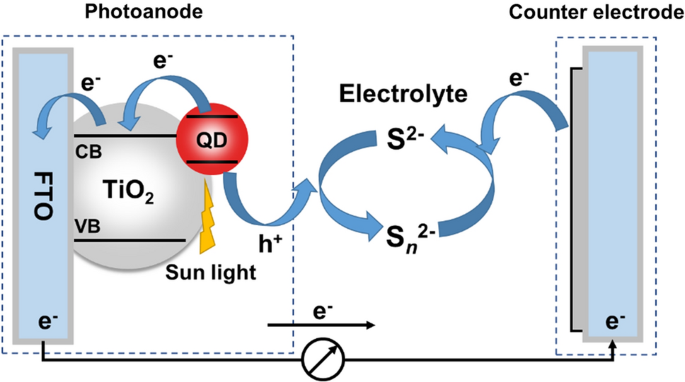 Photoanode
Counter electrode
e⁻
e⁻
e⁻
Electrolyte
QD
S²⁻
CB
FTO
TiO₂
VB
h⁺
Sₙ²⁻
Sun light
e⁻
e⁻
e⁻